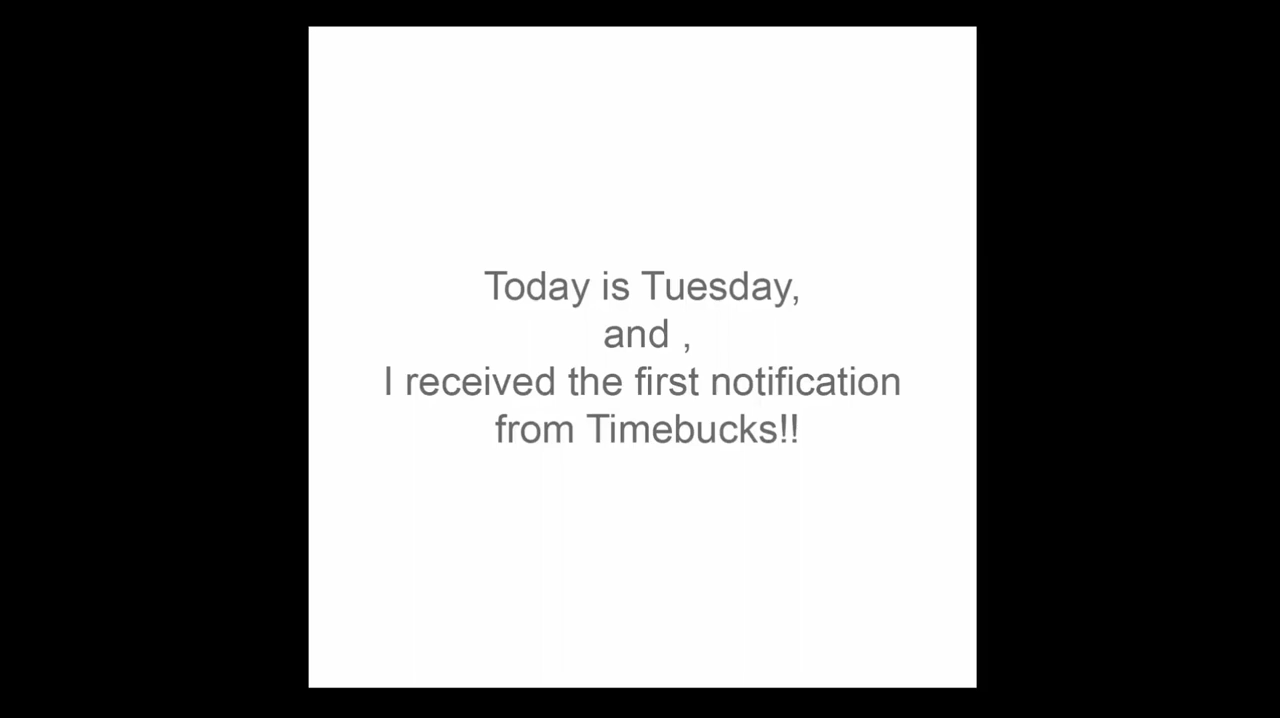 Today is Tuesday,
and ,
I received the first notification
from Timebucks!!